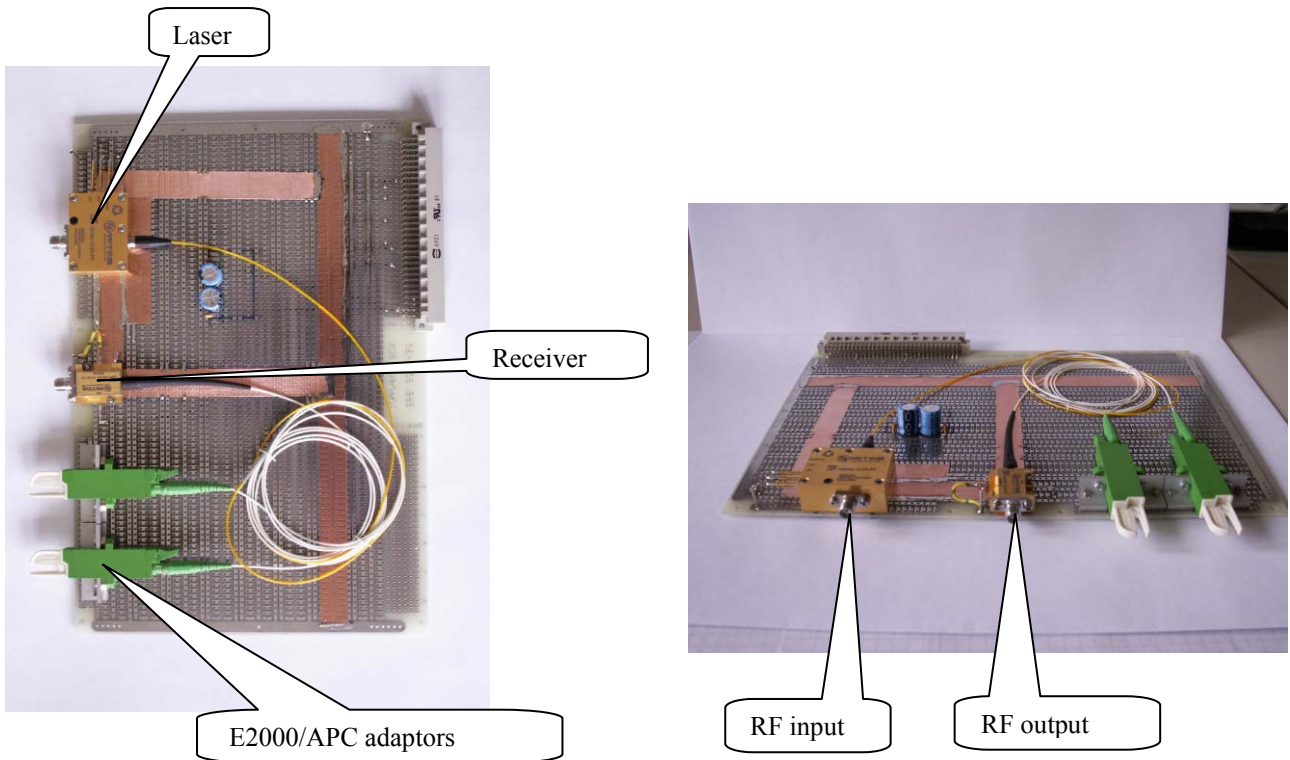 Laser
Receiver
E2000/APC adaptors
RF input
RF output